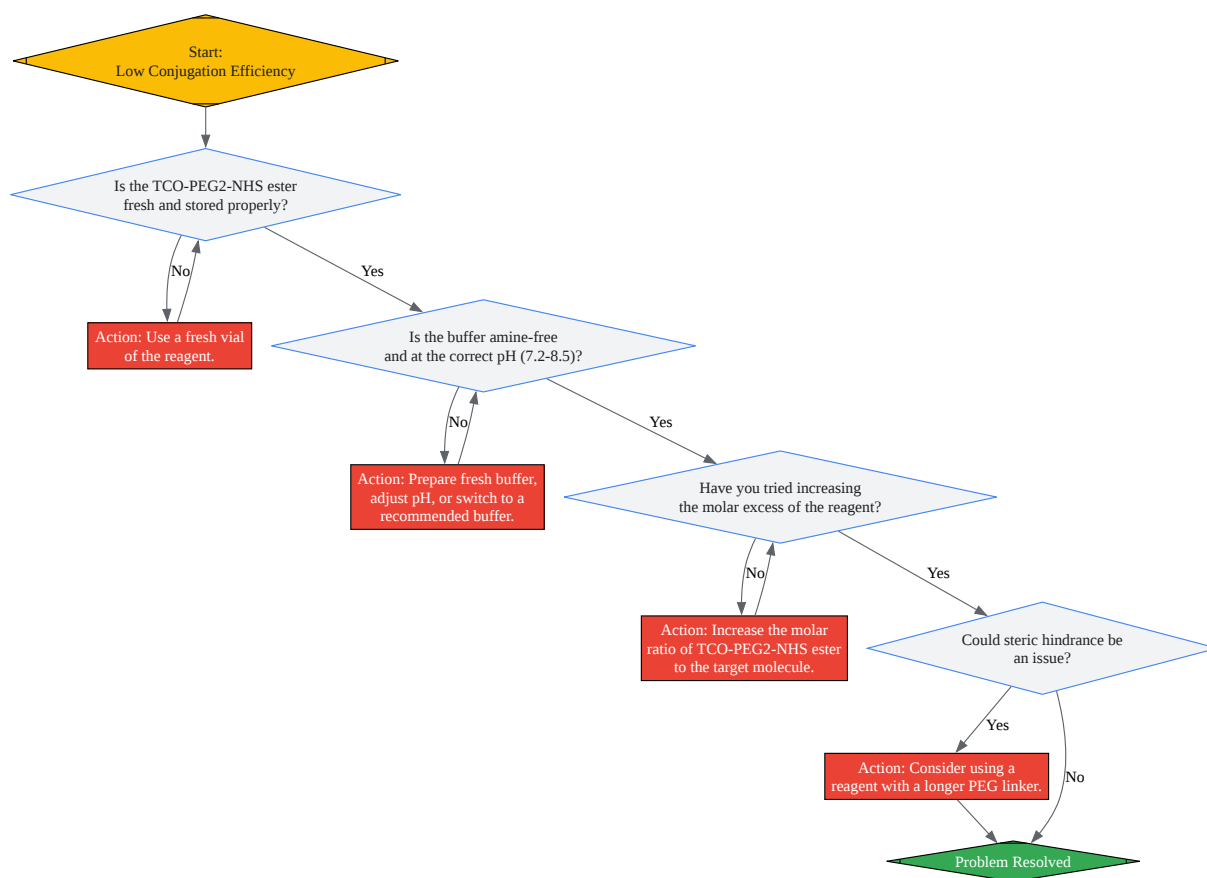 Start:
Low Conjugation Efficiency
Is the TCO-PEG2-NHS ester
fresh and stored properly?
No
Yes
Action: Use a fresh vial
of the reagent.
Is the buffer amine-free
and at the correct pH (7.2-8.5)?
No
Yes
Action: Prepare fresh buffer,
adjust pH, or switch to a
recommended buffer.
Have you tried increasing
the molar excess of the reagent?
No
Yes
Action: Increase the molar
ratio of TCO-PEG2-NHS ester
to the target molecule.
Could steric hindrance be
an issue?
Yes
No
Action: Consider using a
reagent with a longer PEG linker.
Problem Resolved